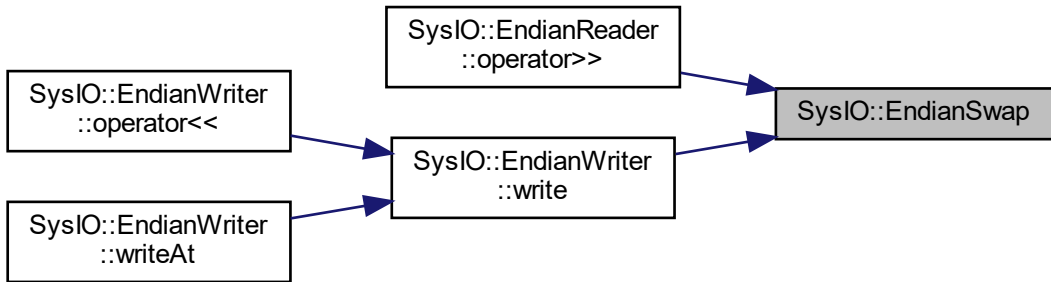 SysIO::EndianReader
::operator>>
SysIO::EndianWriter
::operator<<
SysIO::EndianSwap
SysIO::EndianWriter
::write
SysIO::EndianWriter
::writeAt